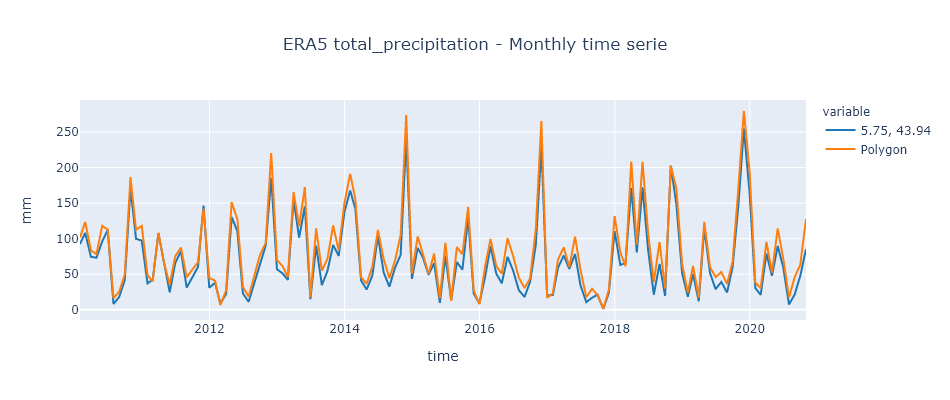 ERA5 total_precipitation - Monthly time serie
variable
5.75, 43.94
Polygon
mm
250
200
150
100
50
0
2012
2014
2016
2018
2020
time